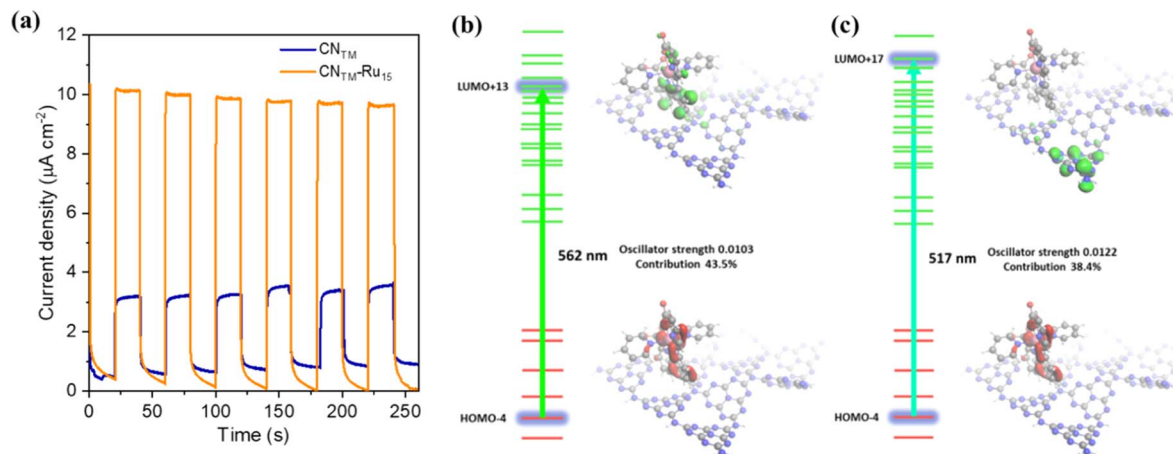 (a)
12
10
8
6
4
2
0
Current density (µA cm⁻²)
CN_TM
CN_TM-Ru₁₅
0
50
100
150
200
250
Time (s)
(b)
LUMO+13
562 nm
Oscillator strength 0.0103
Contribution 43.5%
HOMO-4
(c)
LUMO+17
517 nm
Oscillator strength 0.0122
Contribution 38.4%
HOMO-4